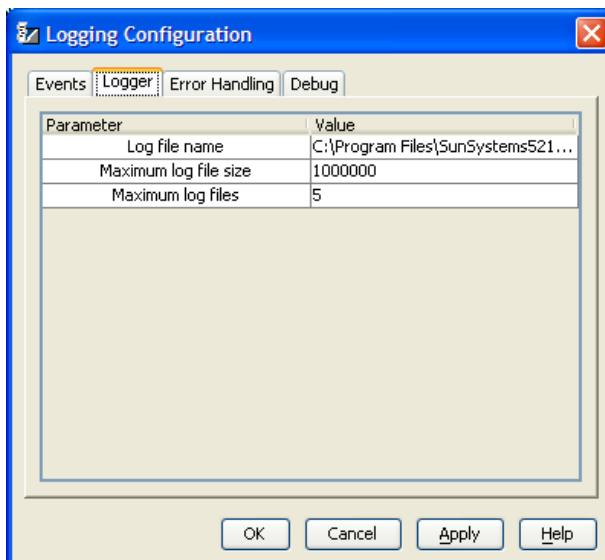 Logging Configuration
Events Logger Error Handling Debug
Parameter Value
Log file name C:\Program Files\SunSystems521...
Maximum log file size 1000000
Maximum log files 5
OK Cancel Apply Help